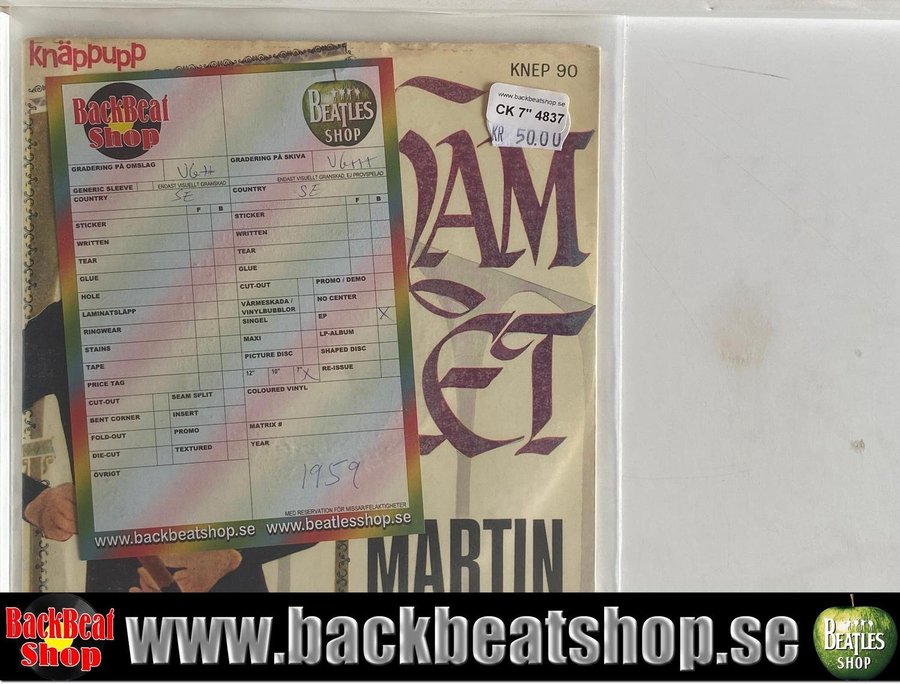 knäppupp
KNEP 90
www.backbeatshop.se
CK 7" 4837
KR 50.00
MARTIN
BackBeat
Shop
BEATLES
SHOP
GRADERING PÅ OMSLAG VG++
GRADERING PÅ SKIVA VG+++
GENERIC SLEEVE
ENDAST VISUELLT GRANSKAD
ENDAST VISUELLT GRANSKAD, EJ PROVSPELAD
COUNTRY SE
F B
STICKER
WRITTEN
TEAR
GLUE
HOLE
LAMINATSLÄPP
RINGWEAR
STAINS
TAPE
PRICE TAG
CUT-OUT
SEAM SPLIT
BENT CORNER
INSERT
FOLD-OUT
PROMO
DIE-CUT
TEXTURED
ÖVRIGT
COUNTRY SE
F B
STICKER
WRITTEN
TEAR
GLUE
CUT-OUT
PROMO / DEMO
VÄRMESKADA /
VINYLBUBBLOR
NO CENTER
SINGEL
EP X
MAXI
LP-ALBUM
PICTURE DISC
SHAPED DISC
12" 10" 7" X
RE-ISSUE
COLOURED VINYL
MATRIX #
YEAR
1959
MED RESERVATION FÖR MISSAR/FELAKTIGHETER
www.backbeatshop.se www.beatlesshop.se
BackBeat
Shop
www.backbeatshop.se
BEATLES
SHOP